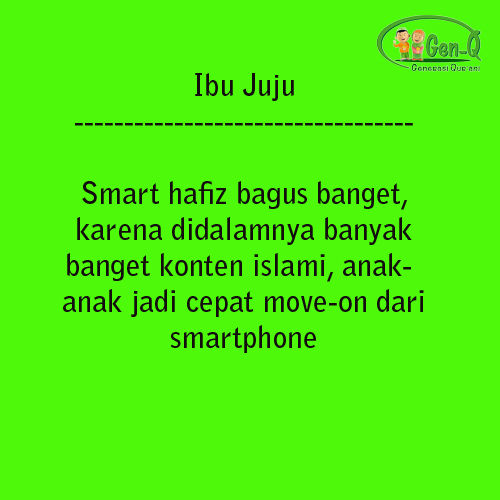 Gen-Q
Generasi Qur'ani
Ibu Juju
----------------------------------
Smart hafiz bagus banget,
karena didalamnya banyak
banget konten islami, anak-
anak jadi cepat move-on dari
smartphone